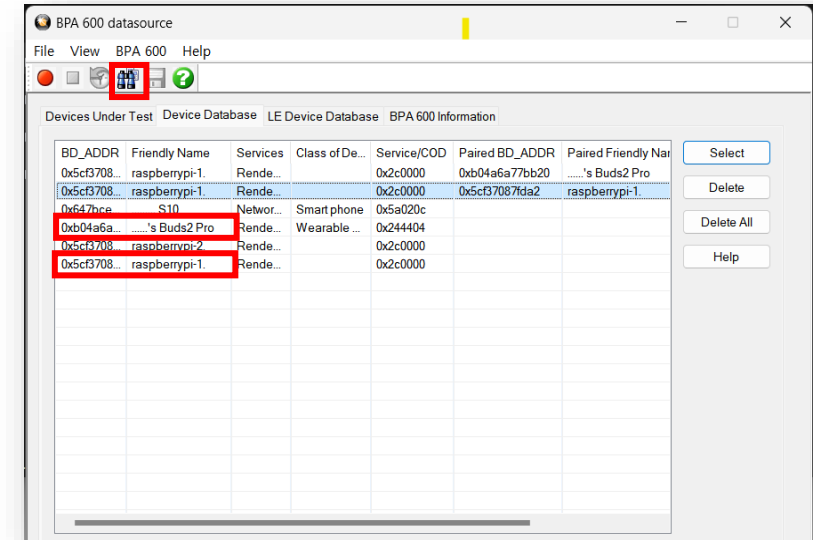 BPA 600 datasource
File View BPA 600 Help
Devices Under Test Device Database LE Device Database BPA 600 Information
BD_ADDR Friendly Name Services Class of De... Service/COD Paired BD_ADDR Paired Friendly Nar
0x5cf3708... raspberrypi-1. Rende... 0x2c0000 0xb04a6a77bb20 .....'s Buds2 Pro
0x5cf3708... raspberrypi-1. Rende... 0x2c0000 0x5cf37087fda2 raspberrypi-1.
0x647bce... S10 Networ... Smart phone 0x5a020c
0xb04a6a... .....'s Buds2 Pro Rende... Wearable ... 0x244404
0x5cf3708... raspberrypi-2. Rende... 0x2c0000
0x5cf3708... raspberrypi-1. Rende... 0x2c0000
Select
Delete
Delete All
Help